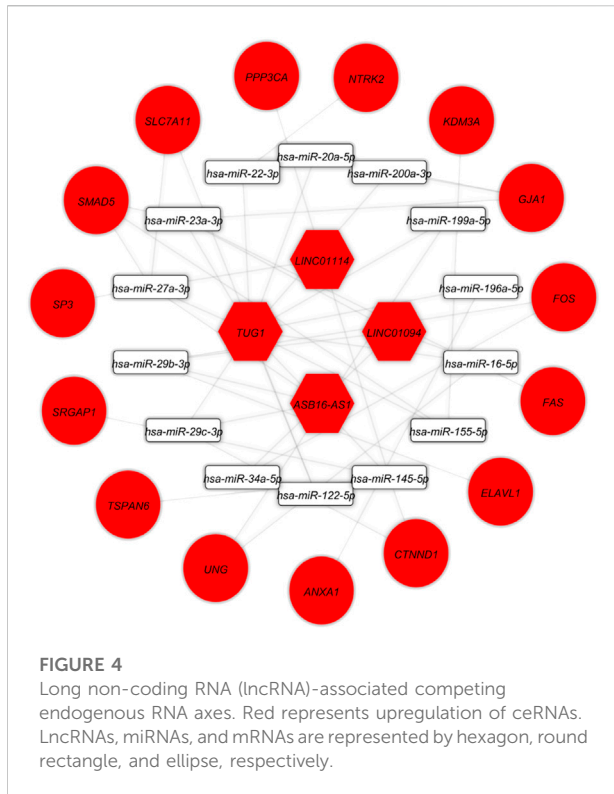 PPP3CA
NTRK2
SLC7A11
KDM3A
hsa-miR-20a-5p
hsa-miR-22-3p
hsa-miR-200a-3p
SMAD5
GJA1
hsa-miR-23a-3p
hsa-miR-199a-5p
LINC01114
hsa-miR-27a-3p
hsa-miR-196a-5p
SP3
FOS
TUG1
LINC01094
hsa-miR-29b-3p
hsa-miR-16-5p
SRGAP1
FAS
ASB16-AS1
hsa-miR-29c-3p
hsa-miR-155-5p
hsa-miR-34a-5p
hsa-miR-145-5p
hsa-miR-122-5p
ELAVL1
TSPAN6
CTNND1
UNG
ANXA1
FIGURE 4
Long non-coding RNA (lncRNA)-associated competing
endogenous RNA axes. Red represents upregulation of ceRNAs.
LncRNAs, miRNAs, and mRNAs are represented by hexagon, round
rectangle, and ellipse, respectively.